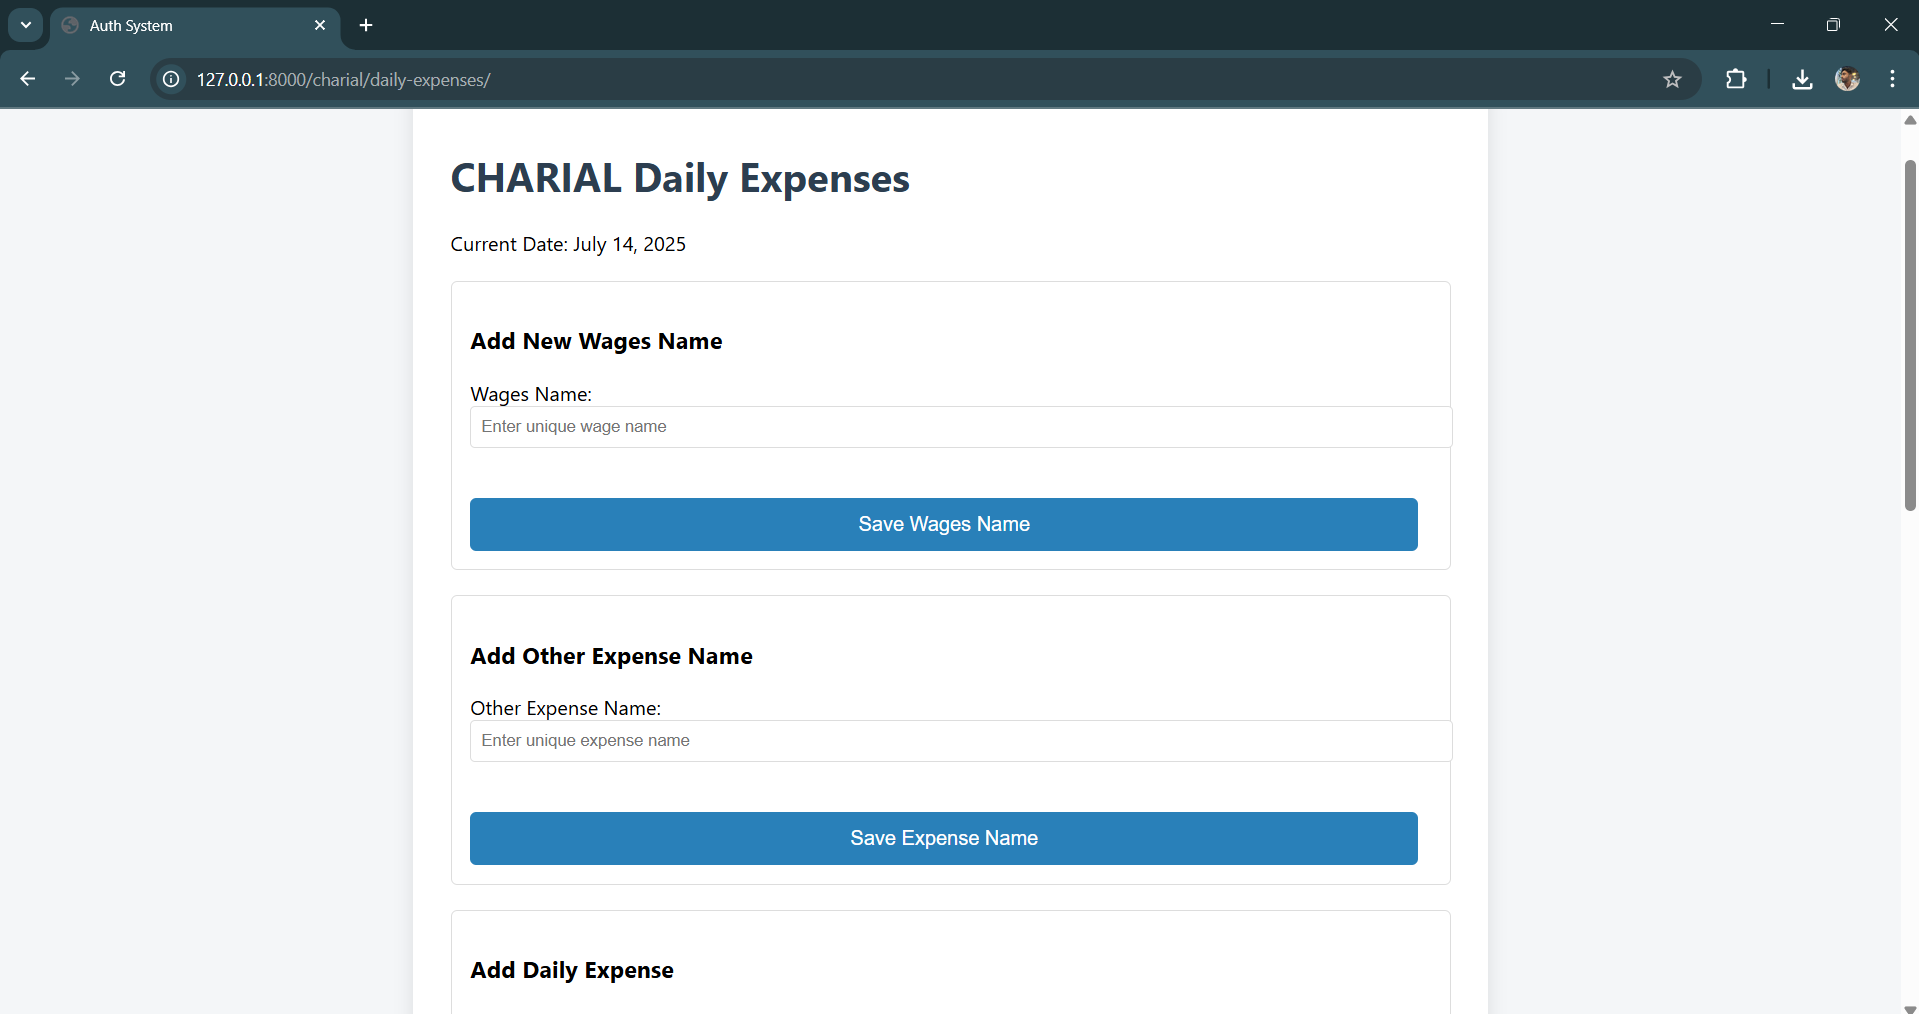 Auth System
127.0.0.1:8000/charial/daily-expenses/
CHARIAL Daily Expenses
Current Date: July 14, 2025
Add New Wages Name
Wages Name:
Enter unique wage name
Save Wages Name
Add Other Expense Name
Other Expense Name:
Enter unique expense name
Save Expense Name
Add Daily Expense